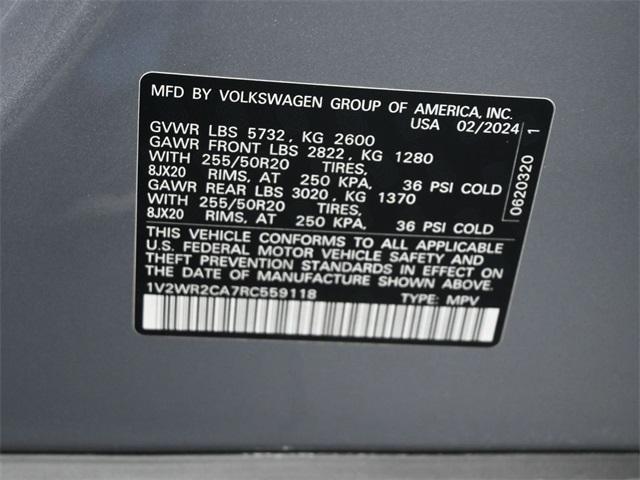 MFD BY VOLKSWAGEN GROUP OF AMERICA, INC.
USA 02/2024
GVWR LBS 5732, KG 2600
GAWR FRONT LBS 2822, KG 1280
WITH 255/50R20 TIRES,
8JX20 RIMS, AT 250 KPA, 36 PSI COLD
GAWR REAR LBS 3020, KG 1370
WITH 255/50R20 TIRES,
8JX20 RIMS, AT 250 KPA, 36 PSI COLD
THIS VEHICLE CONFORMS TO ALL APPLICABLE
U.S. FEDERAL MOTOR VEHICLE SAFETY AND
THEFT PREVENTION STANDARDS IN EFFECT ON
THE DATE OF MANUFACTURE SHOWN ABOVE.
1V2WR2CA7RC559118 TYPE: MPV
0620320 1